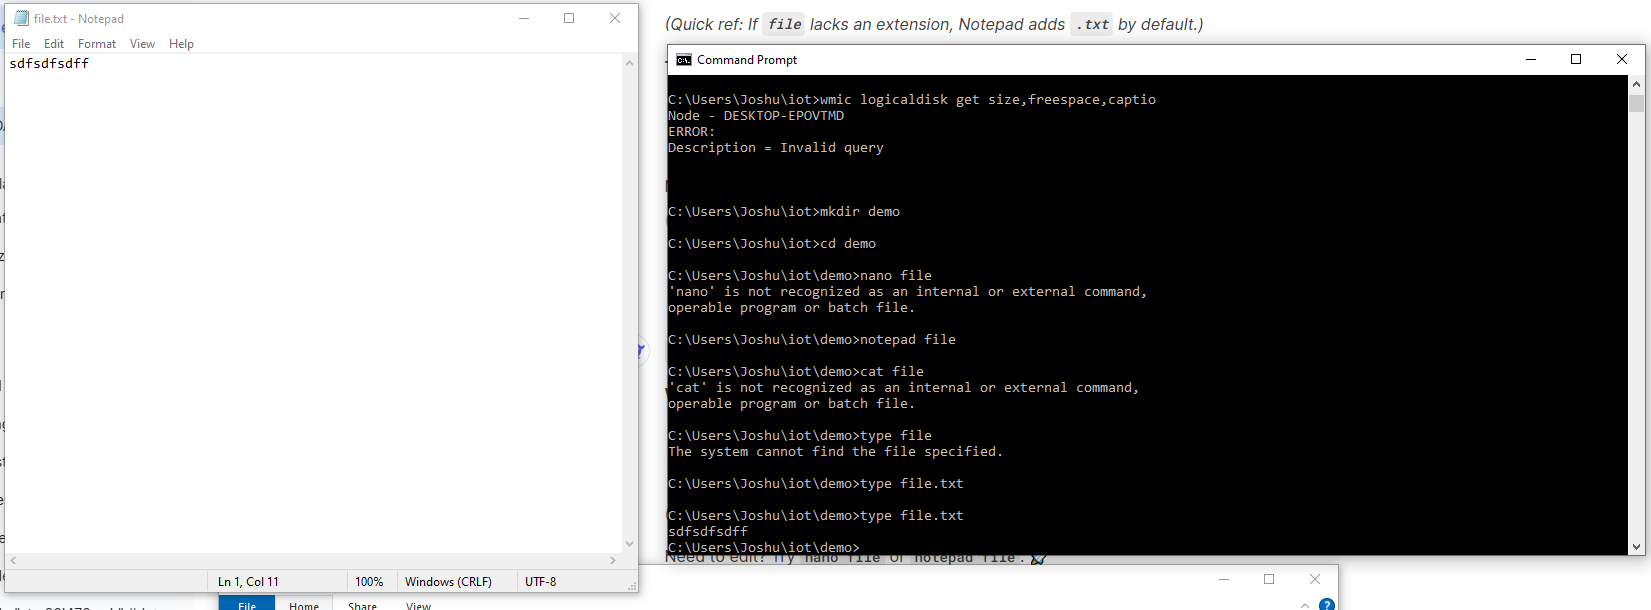 file.txt - Notepad
File Edit Format View Help
sdfsdfsdff
Ln 1, Col 11 100% Windows (CRLF) UTF-8
(Quick ref: If file lacks an extension, Notepad adds .txt by default.)
Command Prompt
C:\Users\Joshu\iot>wmic logicaldisk get size,freespace,captio
Node - DESKTOP-EPOVTMD
ERROR:
Description = Invalid query
C:\Users\Joshu\iot>mkdir demo
C:\Users\Joshu\iot>cd demo
C:\Users\Joshu\iot\demo>nano file
'nano' is not recognized as an internal or external command,
operable program or batch file.
C:\Users\Joshu\iot\demo>notepad file
C:\Users\Joshu\iot\demo>cat file
'cat' is not recognized as an internal or external command,
operable program or batch file.
C:\Users\Joshu\iot\demo>type file
The system cannot find the file specified.
C:\Users\Joshu\iot\demo>type file.txt
C:\Users\Joshu\iot\demo>type file.txt
sdfsdfsdff
C:\Users\Joshu\iot\demo>
Need to edit? Try nano file or notepad file.
File Home Share View